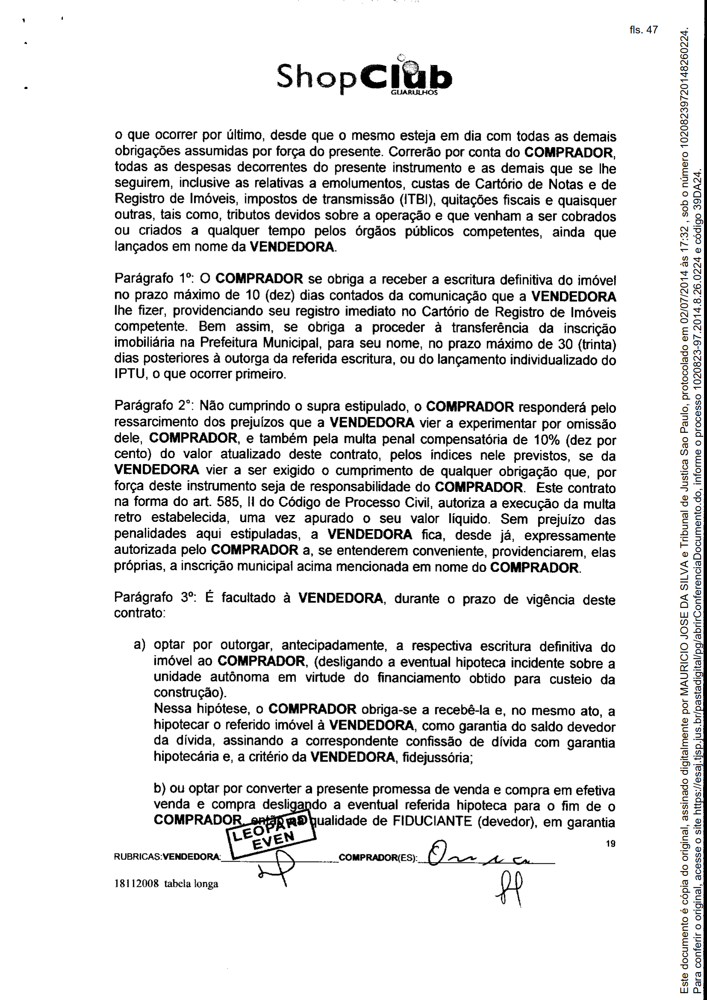 fls. 47
ShopClub
GUARULHOS
o que ocorrer por último, desde que o mesmo esteja em dia com todas as demais
obrigações assumidas por força do presente. Correrão por conta do COMPRADOR,
todas as despesas decorrentes do presente instrumento e as demais que se lhe
seguirem, inclusive as relativas a emolumentos, custas de Cartório de Notas e de
Registro de Imóveis, impostos de transmissão (ITBI), quitações fiscais e quaisquer
outras, tais como, tributos devidos sobre a operação e que venham a ser cobrados
ou criados a qualquer tempo pelos órgãos públicos competentes, ainda que
lançados em nome da VENDEDORA.
Parágrafo 1º: O COMPRADOR se obriga a receber a escritura definitiva do imóvel
no prazo máximo de 10 (dez) dias contados da comunicação que a VENDEDORA
lhe fizer, providenciando seu registro imediato no Cartório de Registro de Imóveis
competente. Bem assim, se obriga a proceder à transferência da inscrição
imobiliária na Prefeitura Municipal, para seu nome, no prazo máximo de 30 (trinta)
dias posteriores à outorga da referida escritura, ou do lançamento individualizado do
IPTU, o que ocorrer primeiro.
Parágrafo 2°: Não cumprindo o supra estipulado, o COMPRADOR responderá pelo
ressarcimento dos prejuízos que a VENDEDORA vier a experimentar por omissão
dele, COMPRADOR, e também pela multa penal compensatória de 10% (dez por
cento) do valor atualizado deste contrato, pelos índices nele previstos, se da
VENDEDORA vier a ser exigido o cumprimento de qualquer obrigação que, por
força deste instrumento seja de responsabilidade do COMPRADOR. Este contrato
na forma do art. 585, II do Código de Processo Civil, autoriza a execução da multa
retro estabelecida, uma vez apurado o seu valor líquido. Sem prejuízo das
penalidades aqui estipuladas, a VENDEDORA fica, desde já, expressamente
autorizada pelo COMPRADOR a, se entenderem conveniente, providenciarem, elas
próprias, a inscrição municipal acima mencionada em nome do COMPRADOR.
Parágrafo 3º: É facultado à VENDEDORA, durante o prazo de vigência deste
contrato:
a) optar por outorgar, antecipadamente, a respectiva escritura definitiva do
imóvel ao COMPRADOR, (desligando a eventual hipoteca incidente sobre a
unidade autônoma em virtude do financiamento obtido para custeio da
construção).
Nessa hipótese, o COMPRADOR obriga-se a recebê-la e, no mesmo ato, a
hipotecar o referido imóvel à VENDEDORA, como garantia do saldo devedor
da dívida, assinando a correspondente confissão de dívida com garantia
hipotecária e, a critério da VENDEDORA, fidejussória;
b) ou optar por converter a presente promessa de venda e compra em efetiva
venda e compra desligando a eventual referida hipoteca para o fim de o
COMPRADOR, então na qualidade de FIDUCIANTE (devedor), em garantia
LEOPARD
EVEN
19
RUBRICAS:VENDEDORA: COMPRADOR(ES):
18112008 tabela longa
Este documento é cópia do original, assinado digitalmente por MAURICIO JOSE DA SILVA e Tribunal de Justica Sao Paulo, protocolado em 02/07/2014 às 17:32 , sob o número 10208239720148260224.
Para conferir o original, acesse o site https://esaj.tjsp.jus.br/pastadigital/pg/abrirConferenciaDocumento.do, informe o processo 1020823-97.2014.8.26.0224 e código 39DA24.